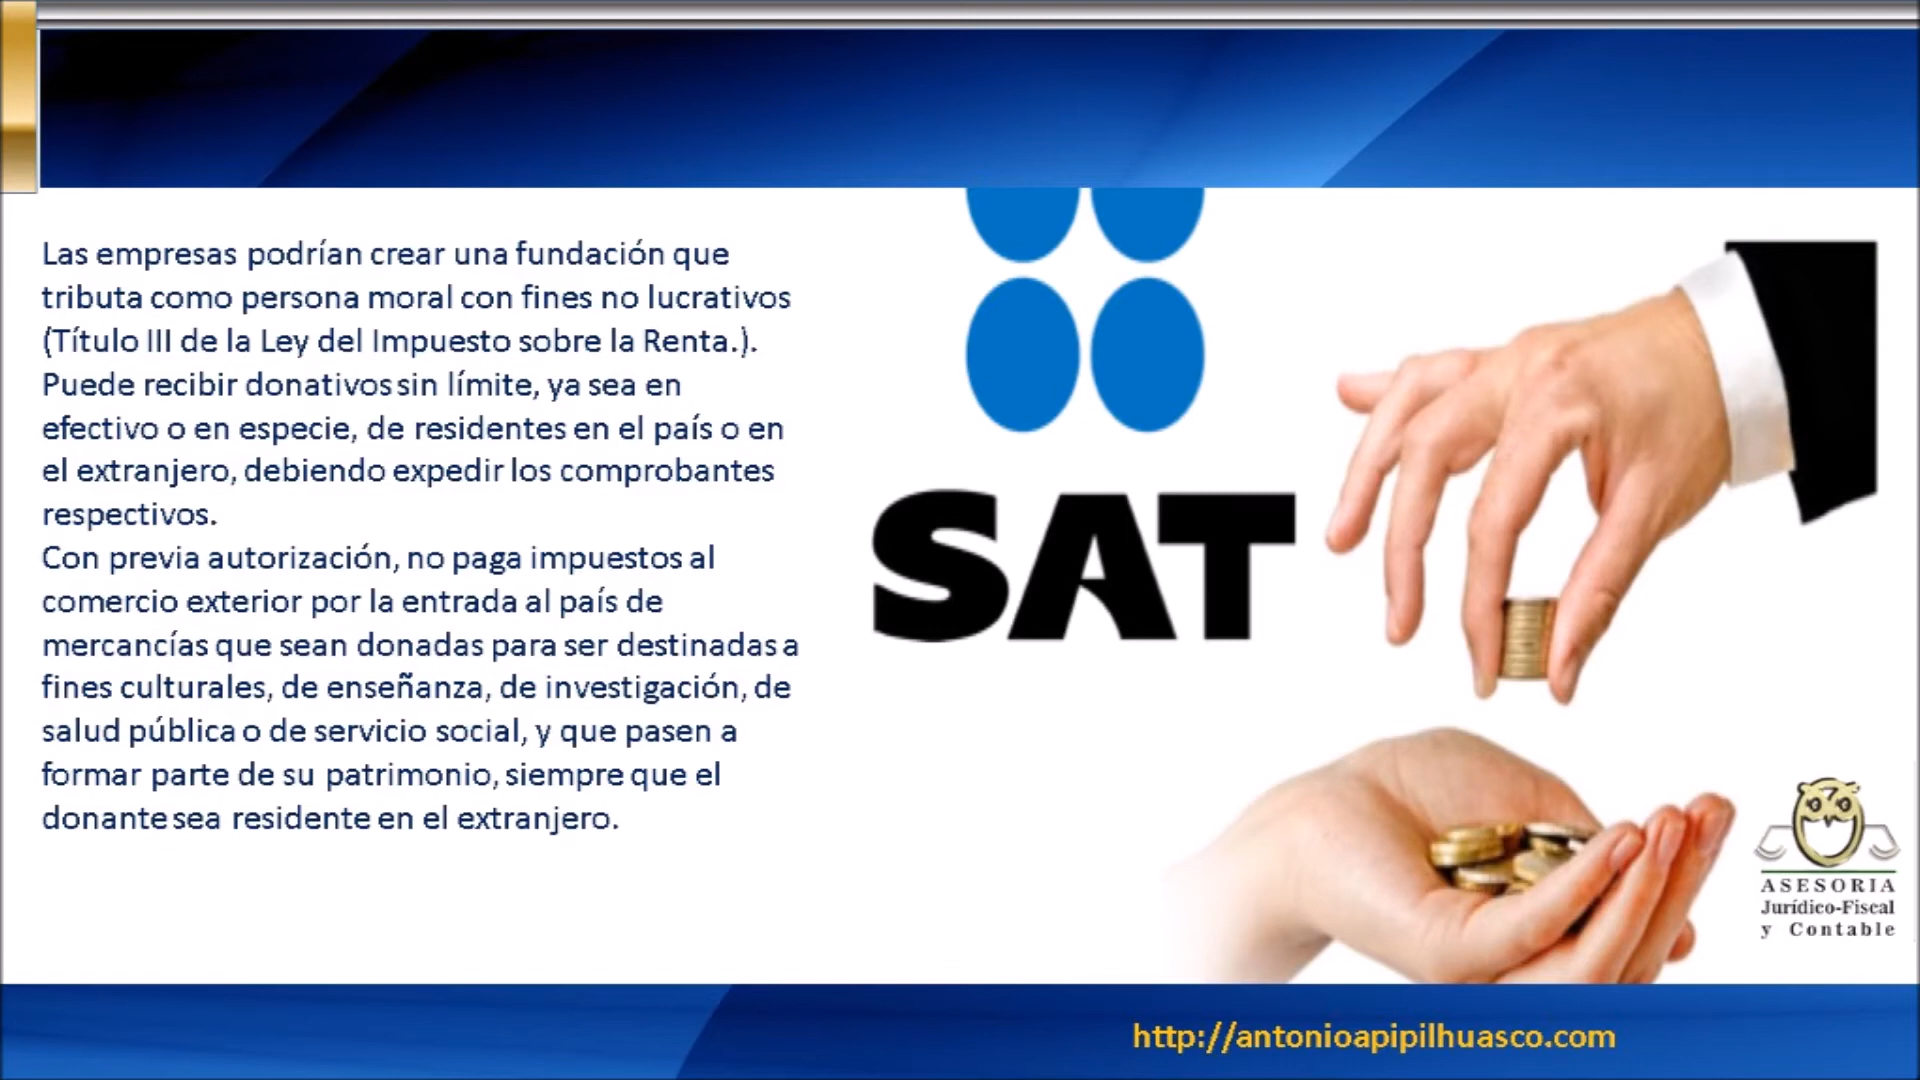 Las empresas podrían crear una fundación que
tributa como persona moral con fines no lucrativos
(Título III de la Ley del Impuesto sobre la Renta.).
Puede recibir donativos sin límite, ya sea en
efectivo o en especie, de residentes en el país o en
el extranjero, debiendo expedir los comprobantes
respectivos.
Con previa autorización, no paga impuestos al
comercio exterior por la entrada al país de
mercancías que sean donadas para ser destinadas a
fines culturales, de enseñanza, de investigación, de
salud pública o de servicio social, y que pasen a
formar parte de su patrimonio, siempre que el
donante sea residente en el extranjero.
SAT
ASESORIA
Jurídico-Fiscal
y Contable
http://antonioapipilhuasco.com